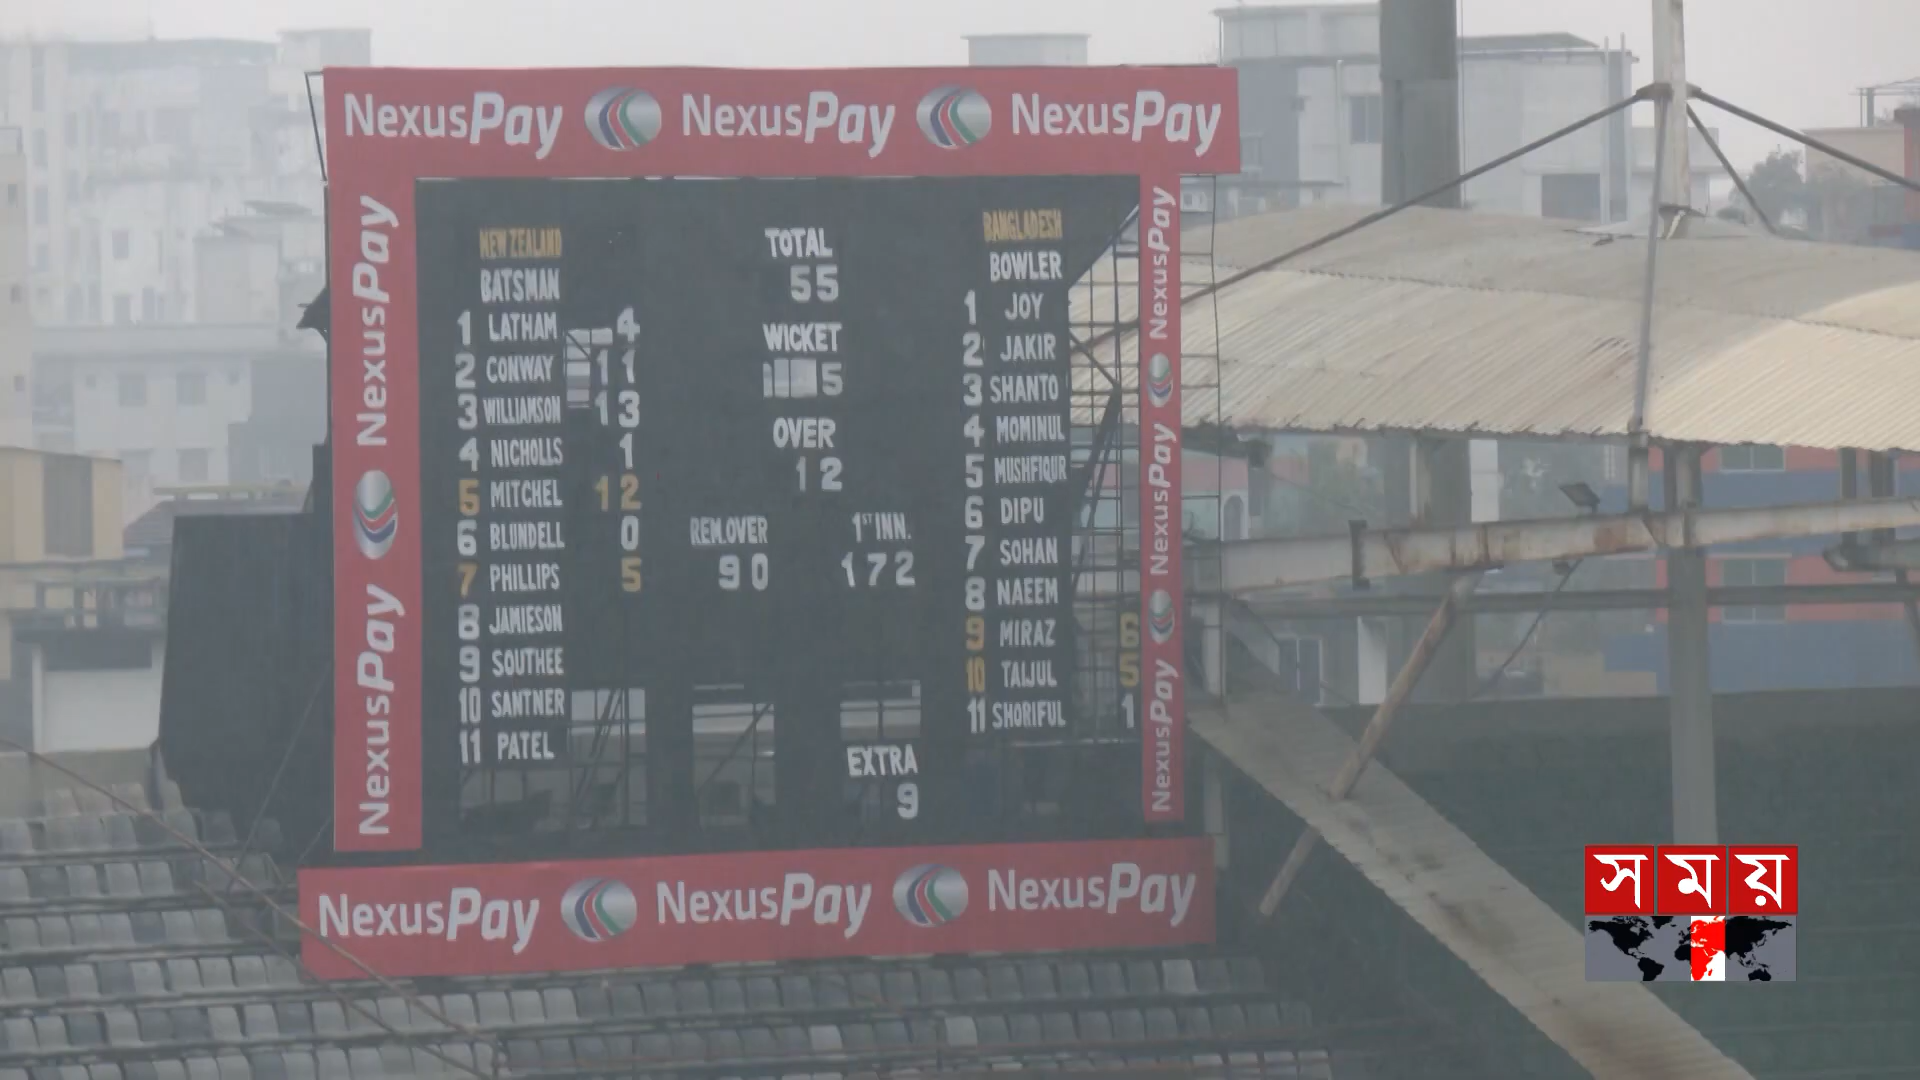 NexusPay NexusPay NexusPay
NexusPay
NexusPay
NEW ZEALAND
BATSMAN
1 LATHAM 4
2 CONWAY 11
3 WILLIAMSON 13
4 NICHOLLS 1
5 MITCHEL 12
6 BLUNDELL 0
7 PHILLIPS 5
8 JAMIESON
9 SOUTHEE
10 SANTNER
11 PATEL
TOTAL
55
WICKET
5
OVER
12
REM.OVER
90
1ST INN.
172
EXTRA
9
BANGLADESH
BOWLER
1 JOY
2 JAKIR
3 SHANTO
4 MOMINUL
5 MUSHFIQUR
6 DIPU
7 SOHAN
8 NAEEM
9 MIRAZ 6
10 TAIJUL 5
11 SHORIFUL 1
NexusPay
NexusPay
NexusPay
NexusPay NexusPay NexusPay
সময়